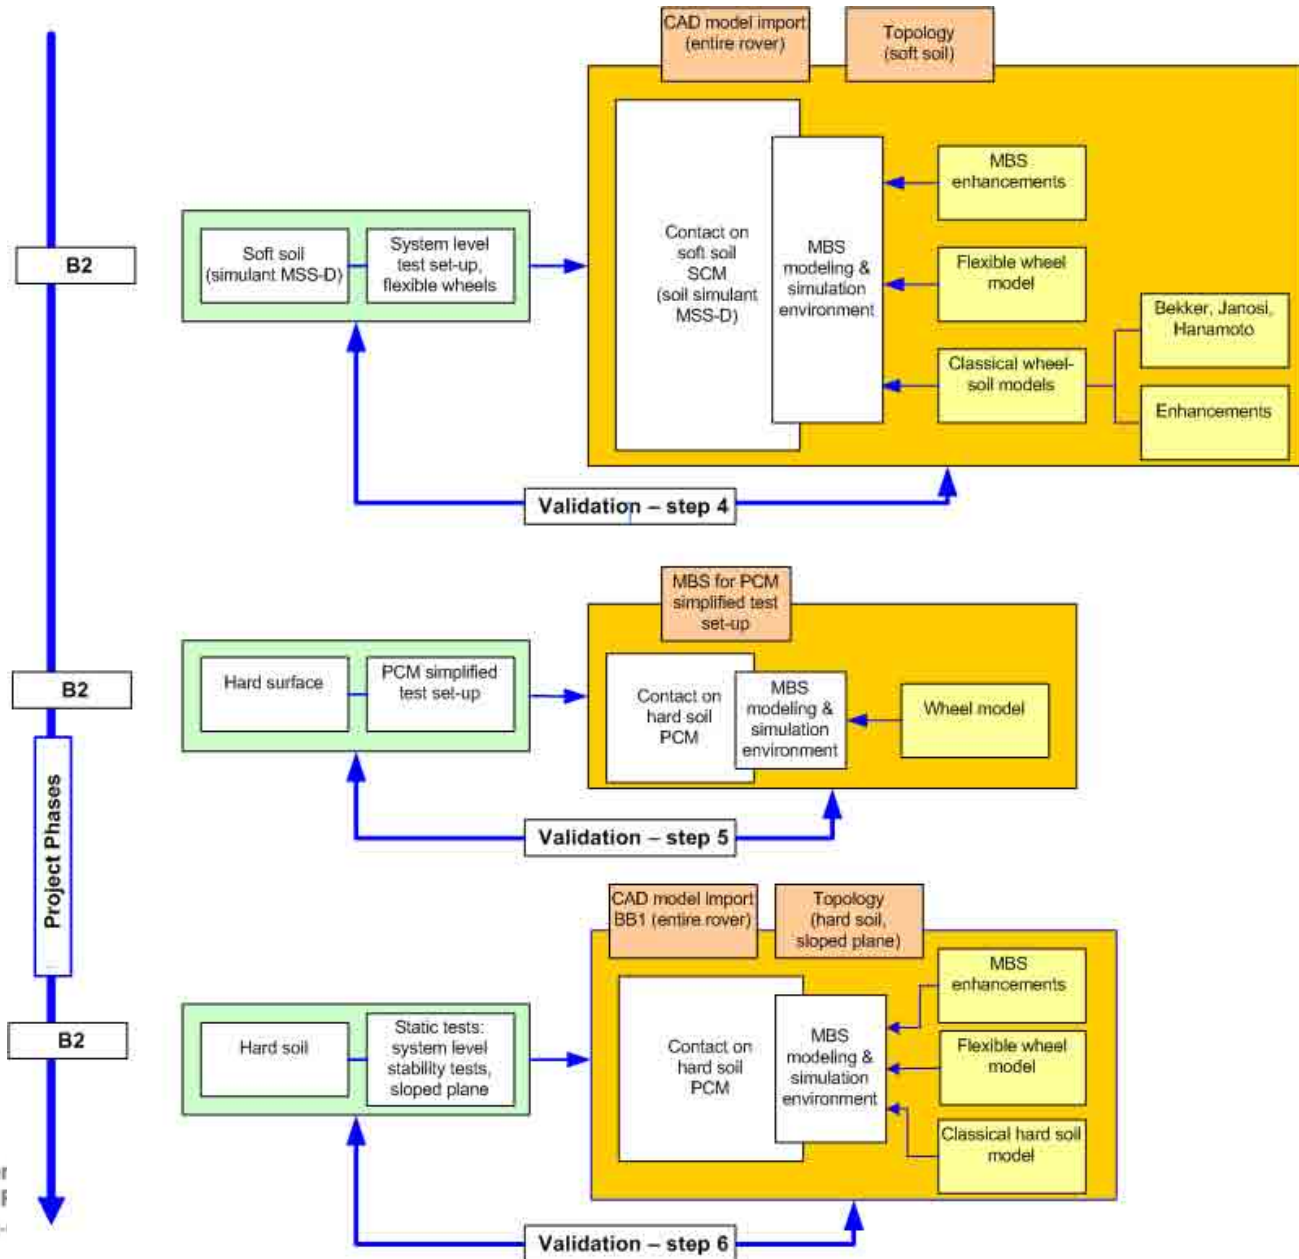 CAD model import
(entire rover)
Topology
(soft soil)
MBS
enhancements
B2
Soft soil
(simulant MSS-D)
System level
test set-up,
flexible wheels
Contact on
soft soil
SCM
(soil simulant
MSS-D)
MBS
modeling &
simulation
environment
Flexible wheel
model
Bekker, Janosi,
Hanamoto
Classical wheel-
soil models
Enhancements
Validation – step 4
MBS for PCM
simplified test
set-up
B2
Hard surface
PCM simplified
test set-up
Contact on
hard soil
PCM
MBS
modeling &
simulation
environment
Wheel model
Validation – step 5
Project Phases
CAD model Import
BB1 (entire rover)
Topology
(hard soil,
sloped plane)
MBS
enhancements
B2
Hard soil
Static tests:
system level
stability tests,
sloped plane
Contact on
hard soil
PCM
MBS
modeling &
simulation
environment
Flexible wheel
model
Classical hard soil
model
Validation – step 6